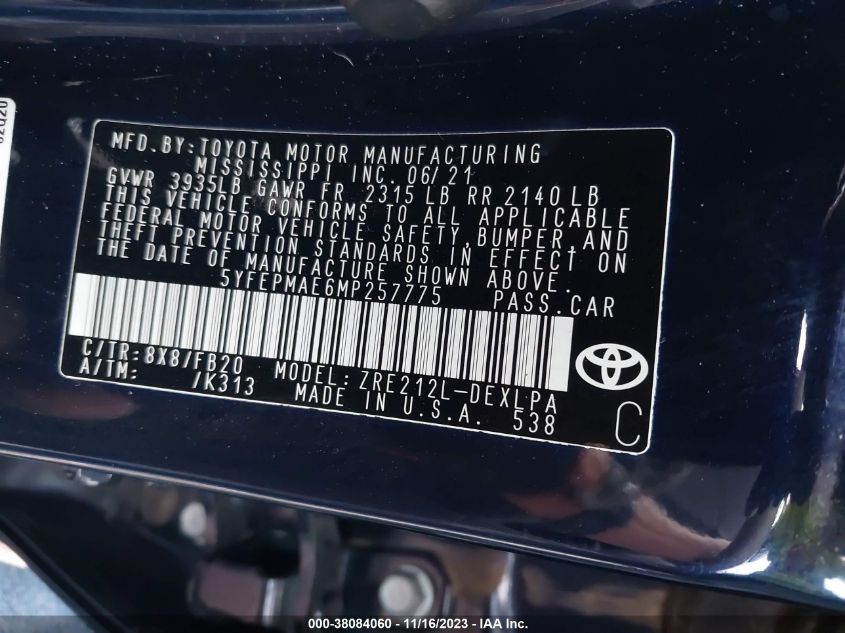 MFD.BY:TOYOTA MOTOR MANUFACTURING
MISSISSIPPI INC. 06/21
GVWR 3935LB GAWR FR 2315 LB RR 2140 LB
THIS VEHICLE CONFORMS TO ALL APPLICABLE
FEDERAL MOTOR VEHICLE SAFETY,BUMPER,AND
THEFT PREVENTION STANDARDS IN EFFECT ON
THE DATE OF MANUFACTURE SHOWN ABOVE.
5YFEPMAE6MP257775 PASS.CAR
C/TR:8X8/FB20 MODEL:ZRE212L-DEXLPA
A/TM: /K313 MADE IN U.S.A. 538
C
000-38084060 - 11/16/2023 - IAA Inc.